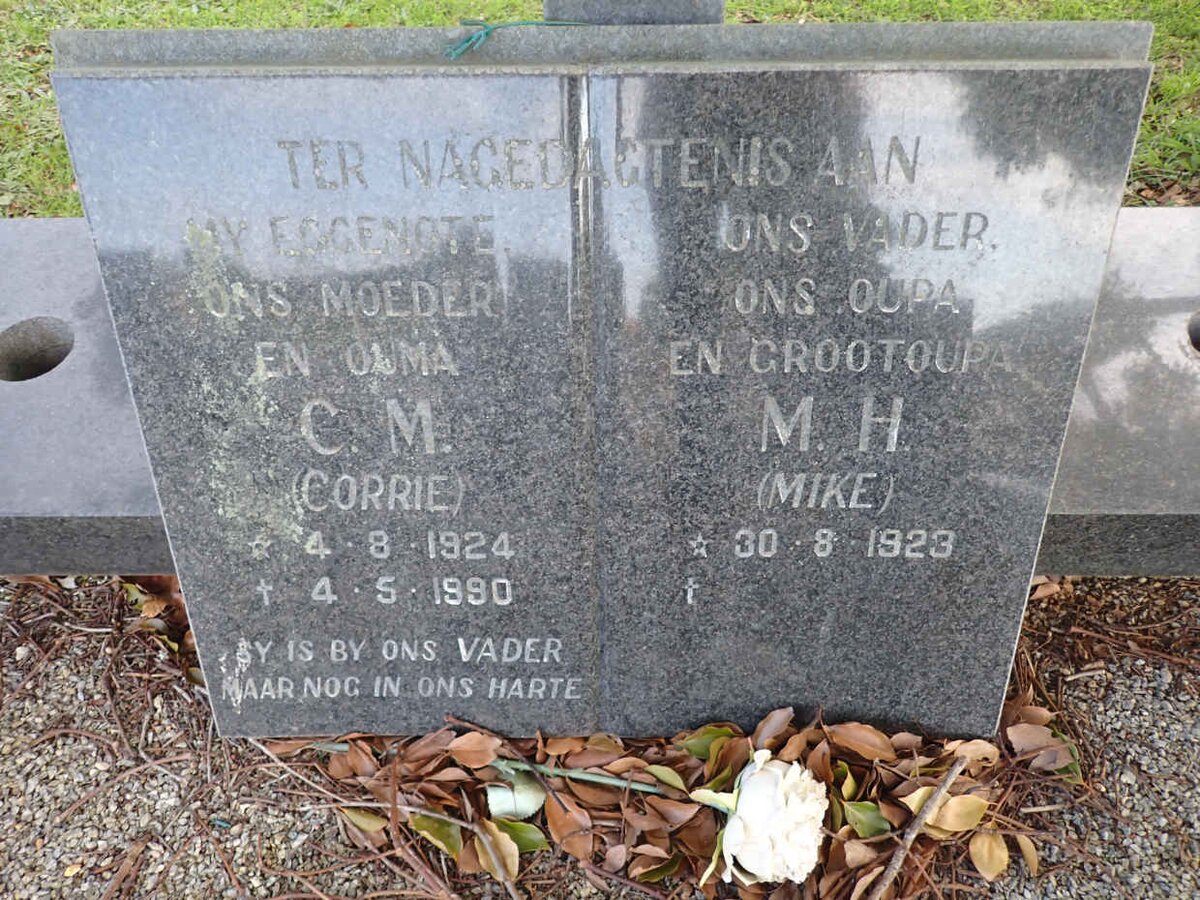 TER NAGEDAGTENIS AAN
MY EGGENOTE,
ONS MOEDER
EN OUMA
C. M.
(CORRIE)
☆ 4 · 8 · 1924
† 4 · 5 · 1990
SY IS BY ONS VADER
MAAR NOG IN ONS HARTE
ONS VADER,
ONS OUPA
EN GROOTOUPA
M. H.
(MIKE)
☆ 30 · 8 · 1923
†